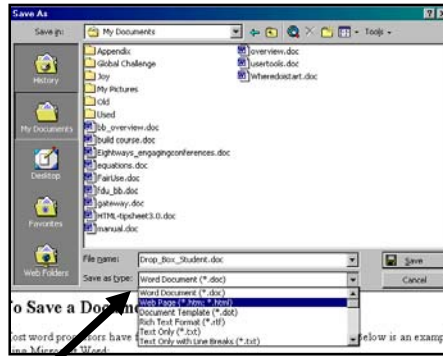 Save As
Save in: My Documents Tools
History
My Documents
Desktop
Favorites
Web Folders
Appendix
Global Challenge
Joy
My Pictures
Old
Used
bb_overview.doc
build course.doc
Eightways_engagingconferences.doc
equations.doc
FairUse.doc
fdu_bb.doc
gateway.doc
HTML-tipsheet3.0.doc
manual.doc
overview.doc
usertools.doc
Wheredoistart.doc
File name: Drop_Box_Student.doc Save
Save as type: Word Document (*.doc) Cancel
Word Document (*.doc)
Web Page (*.htm; *.html)
Document Template (*.dot)
Rich Text Format (*.rtf)
Text Only (*.txt)
Text Only with Line Breaks (*.txt)
o Save a Docum
ost word processors have f Below is an examp
ing Microsoft Word: